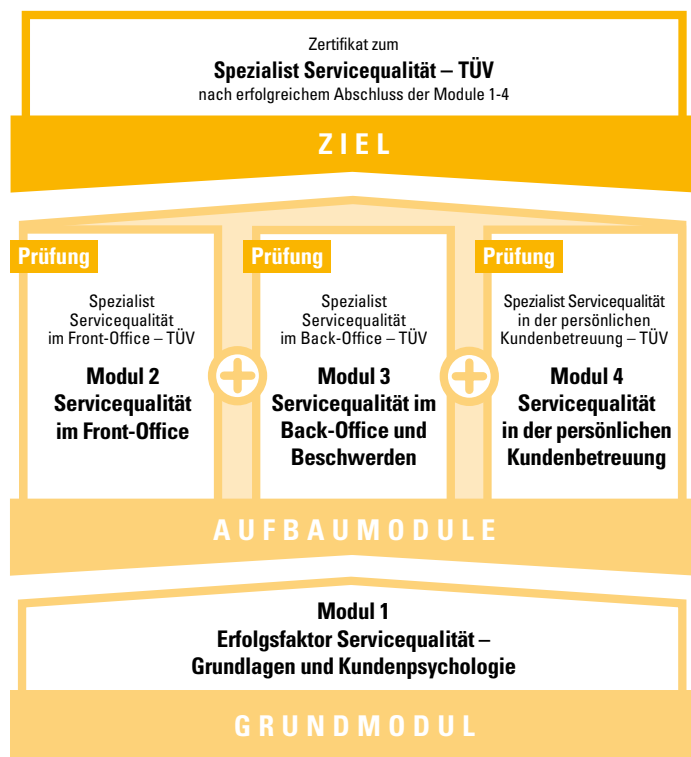 Zertifikat zum
Spezialist Servicequalität – TÜV
nach erfolgreichem Abschluss der Module 1-4
ZIEL
Prüfung
Spezialist
Servicequalität
im Front-Office – TÜV
Modul 2
Servicequalität
im Front-Office
Prüfung
Spezialist
Servicequalität
im Back-Office – TÜV
Modul 3
Servicequalität im
Back-Office und
Beschwerden
Prüfung
Spezialist Servicequalität
in der persönlichen
Kundenbetreuung – TÜV
Modul 4
Servicequalität
in der persönlichen
Kundenbetreuung
AUFBAUMODULE
Modul 1
Erfolgsfaktor Servicequalität –
Grundlagen und Kundenpsychologie
GRUNDMODUL